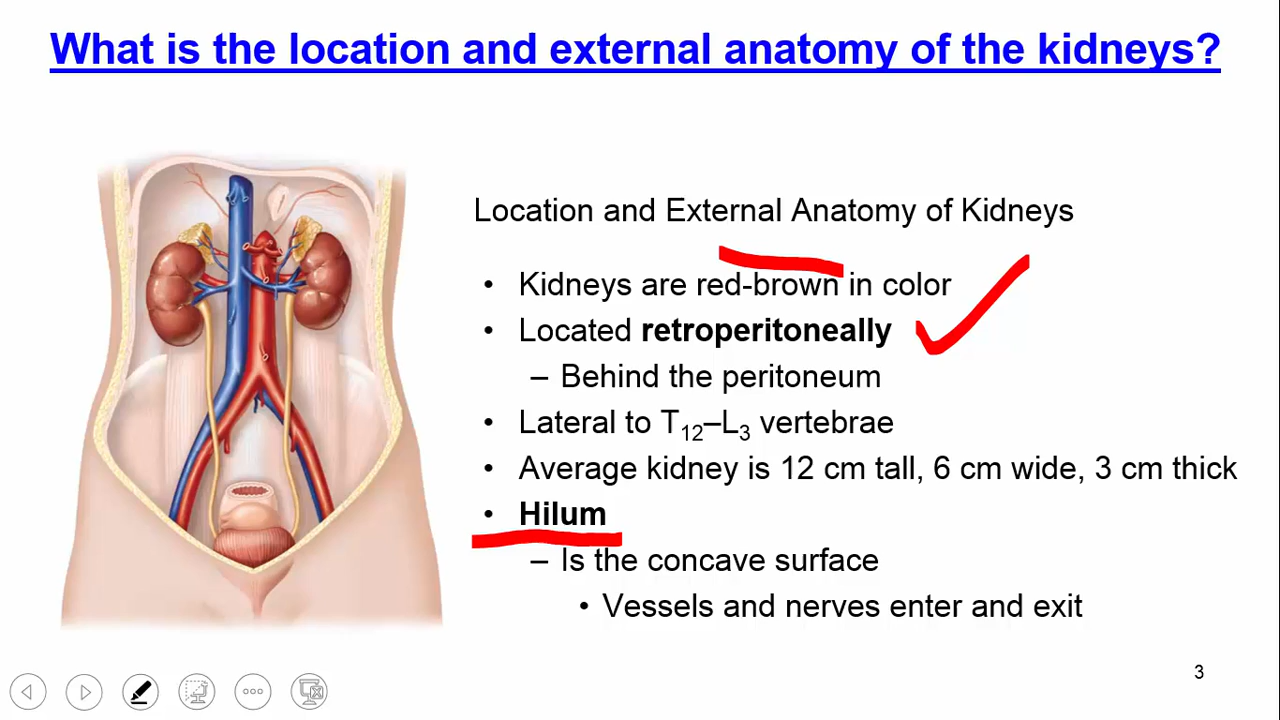 What is the location and external anatomy of the kidneys?
Location and External Anatomy of Kidneys
• Kidneys are red-brown in color
• Located retroperitoneally
– Behind the peritoneum
• Lateral to T12–L3 vertebrae
• Average kidney is 12 cm tall, 6 cm wide, 3 cm thick
• Hilum
– Is the concave surface
• Vessels and nerves enter and exit
3